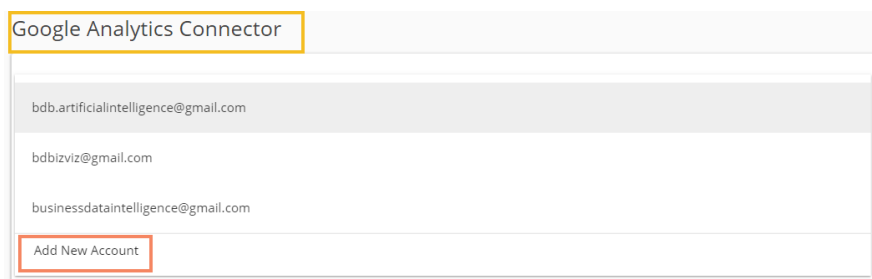 Google Analytics Connector
bdb.artificialintelligence@gmail.com
bdbizviz@gmail.com
businessdataintelligence@gmail.com
Add New Account